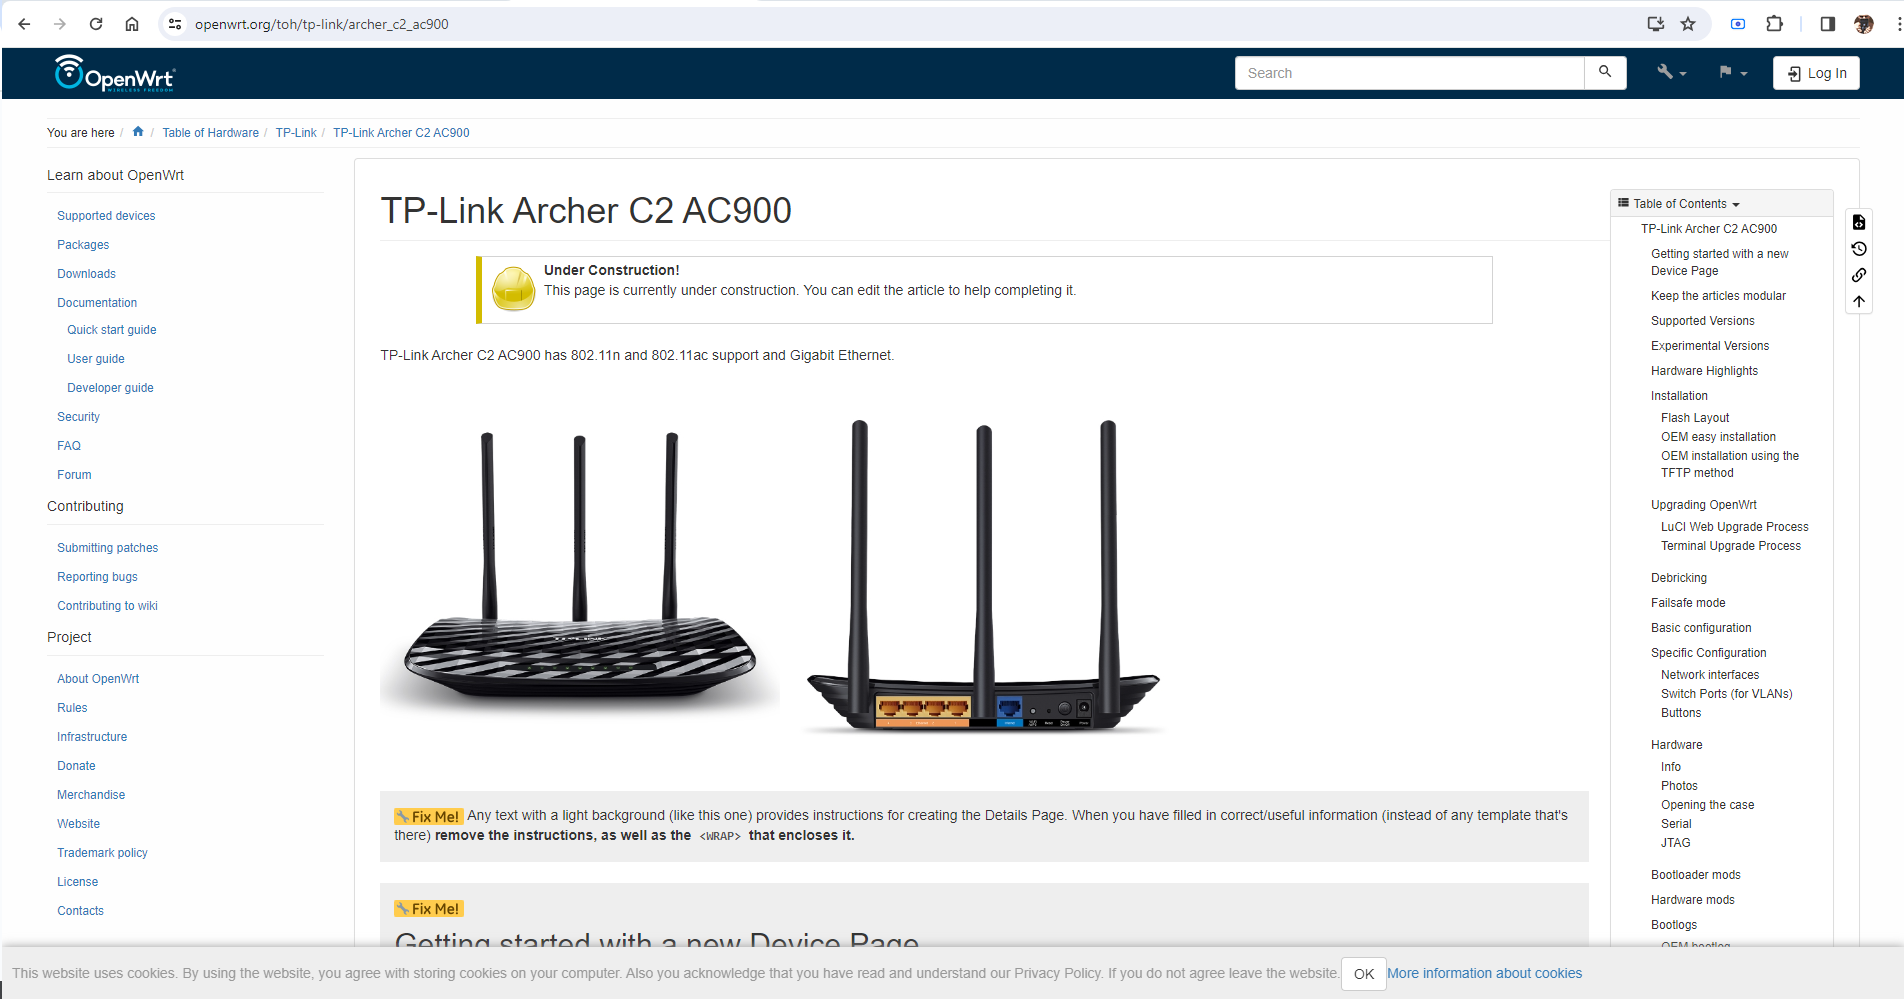 openwrt.org/toh/tp-link/archer_c2_ac900
OpenWrt
WIRELESS FREEDOM
Search
Log In
You are here / / Table of Hardware / TP-Link / TP-Link Archer C2 AC900
Learn about OpenWrt
Supported devices
Packages
Downloads
Documentation
Quick start guide
User guide
Developer guide
Security
FAQ
Forum
Contributing
Submitting patches
Reporting bugs
Contributing to wiki
Project
About OpenWrt
Rules
Infrastructure
Donate
Merchandise
Website
Trademark policy
License
Contacts
TP-Link Archer C2 AC900
Under Construction!
This page is currently under construction. You can edit the article to help completing it.
TP-Link Archer C2 AC900 has 802.11n and 802.11ac support and Gigabit Ethernet.
TP-LINK
Fix Me! Any text with a light background (like this one) provides instructions for creating the Details Page. When you have filled in correct/useful information (instead of any template that's
there) remove the instructions, as well as the <WRAP> that encloses it.
Fix Me!
Getting started with a new Device Page
Table of Contents
TP-Link Archer C2 AC900
Getting started with a new
Device Page
Keep the articles modular
Supported Versions
Experimental Versions
Hardware Highlights
Installation
Flash Layout
OEM easy installation
OEM installation using the
TFTP method
Upgrading OpenWrt
LuCI Web Upgrade Process
Terminal Upgrade Process
Debricking
Failsafe mode
Basic configuration
Specific Configuration
Network interfaces
Switch Ports (for VLANs)
Buttons
Hardware
Info
Photos
Opening the case
Serial
JTAG
Bootloader mods
Hardware mods
Bootlogs
OEM bootlog
This website uses cookies. By using the website, you agree with storing cookies on your computer. Also you acknowledge that you have read and understand our Privacy Policy. If you do not agree leave the website. OK More information about cookies